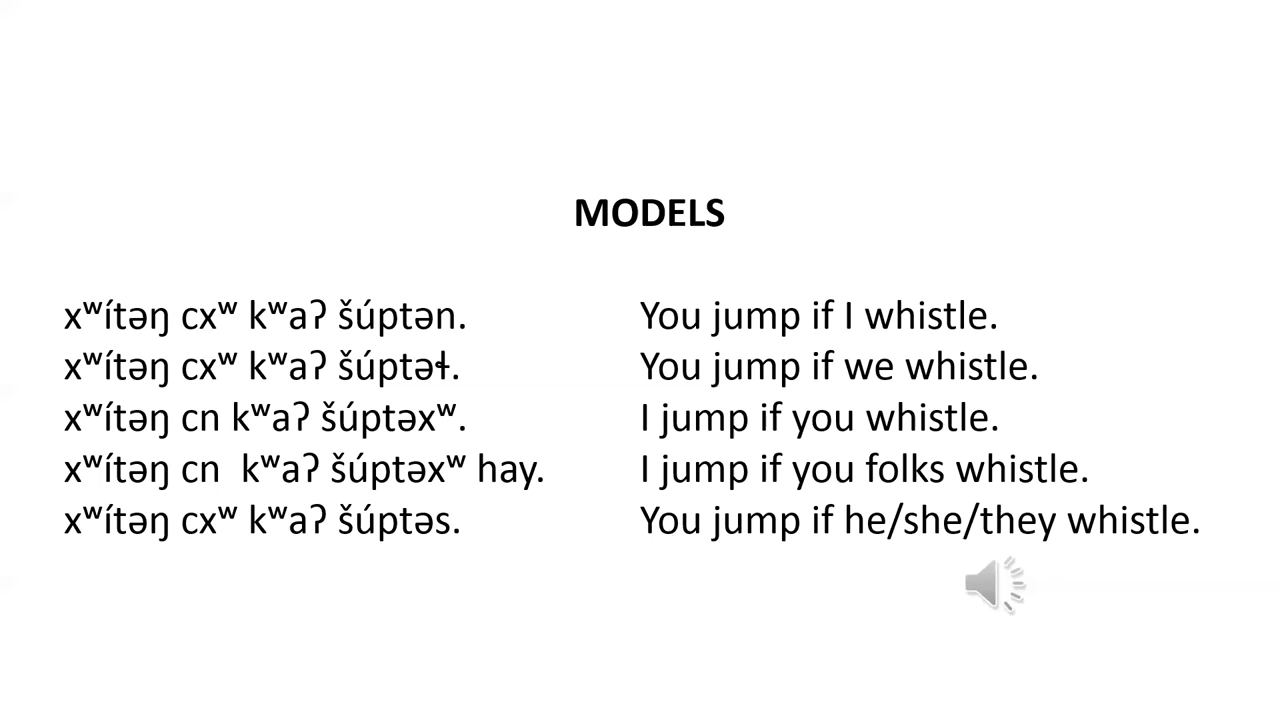 MODELS
xʷítəŋ cxʷ kʷaʔ šúptən. You jump if I whistle.
xʷítəŋ cxʷ kʷaʔ šúptəɬ. You jump if we whistle.
xʷítəŋ cn kʷaʔ šúptəxʷ. I jump if you whistle.
xʷítəŋ cn  kʷaʔ šúptəxʷ hay. I jump if you folks whistle.
xʷítəŋ cxʷ kʷaʔ šúptəs. You jump if he/she/they whistle.